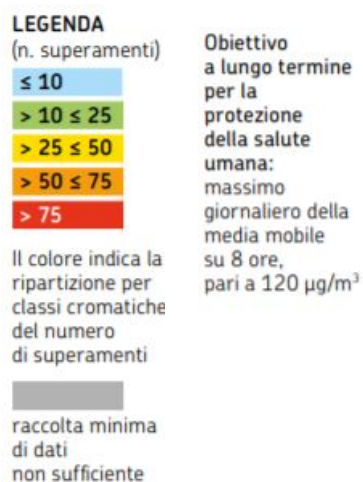 LEGENDA
(n. superamenti)
≤ 10
> 10 ≤ 25
> 25 ≤ 50
> 50 ≤ 75
> 75
Il colore indica la
ripartizione per
classi cromatiche
del numero
di superamenti
raccolta minima
di dati
non sufficiente
Obiettivo
a lungo termine
per la
protezione
della salute
umana:
massimo
giornaliero della
media mobile
su 8 ore,
pari a 120 µg/m³